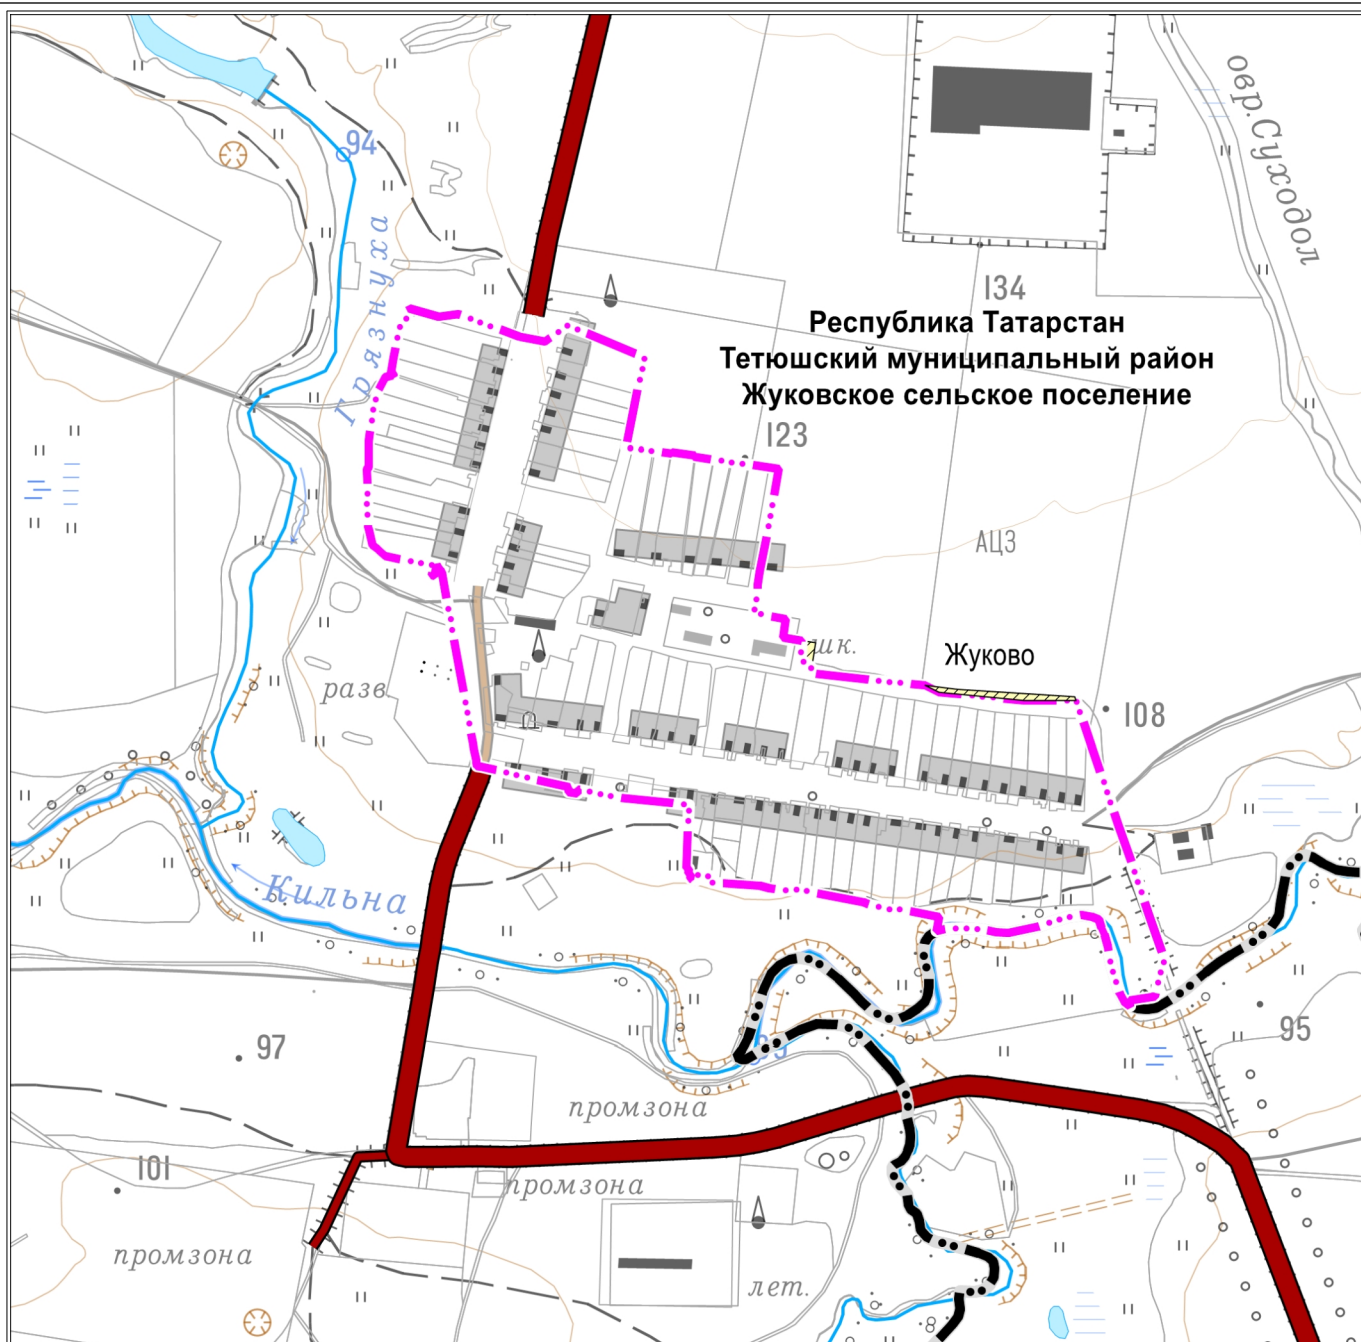 овр.Суходол
94
Грязнуха
134
Республика Татарстан
Тетюшский муниципальный район
Жуковское сельское поселение
123
АЦЗ
шк.
Жуково
разв
108
Кильна
95
97
промзона
101
промзона
промзона
лет.